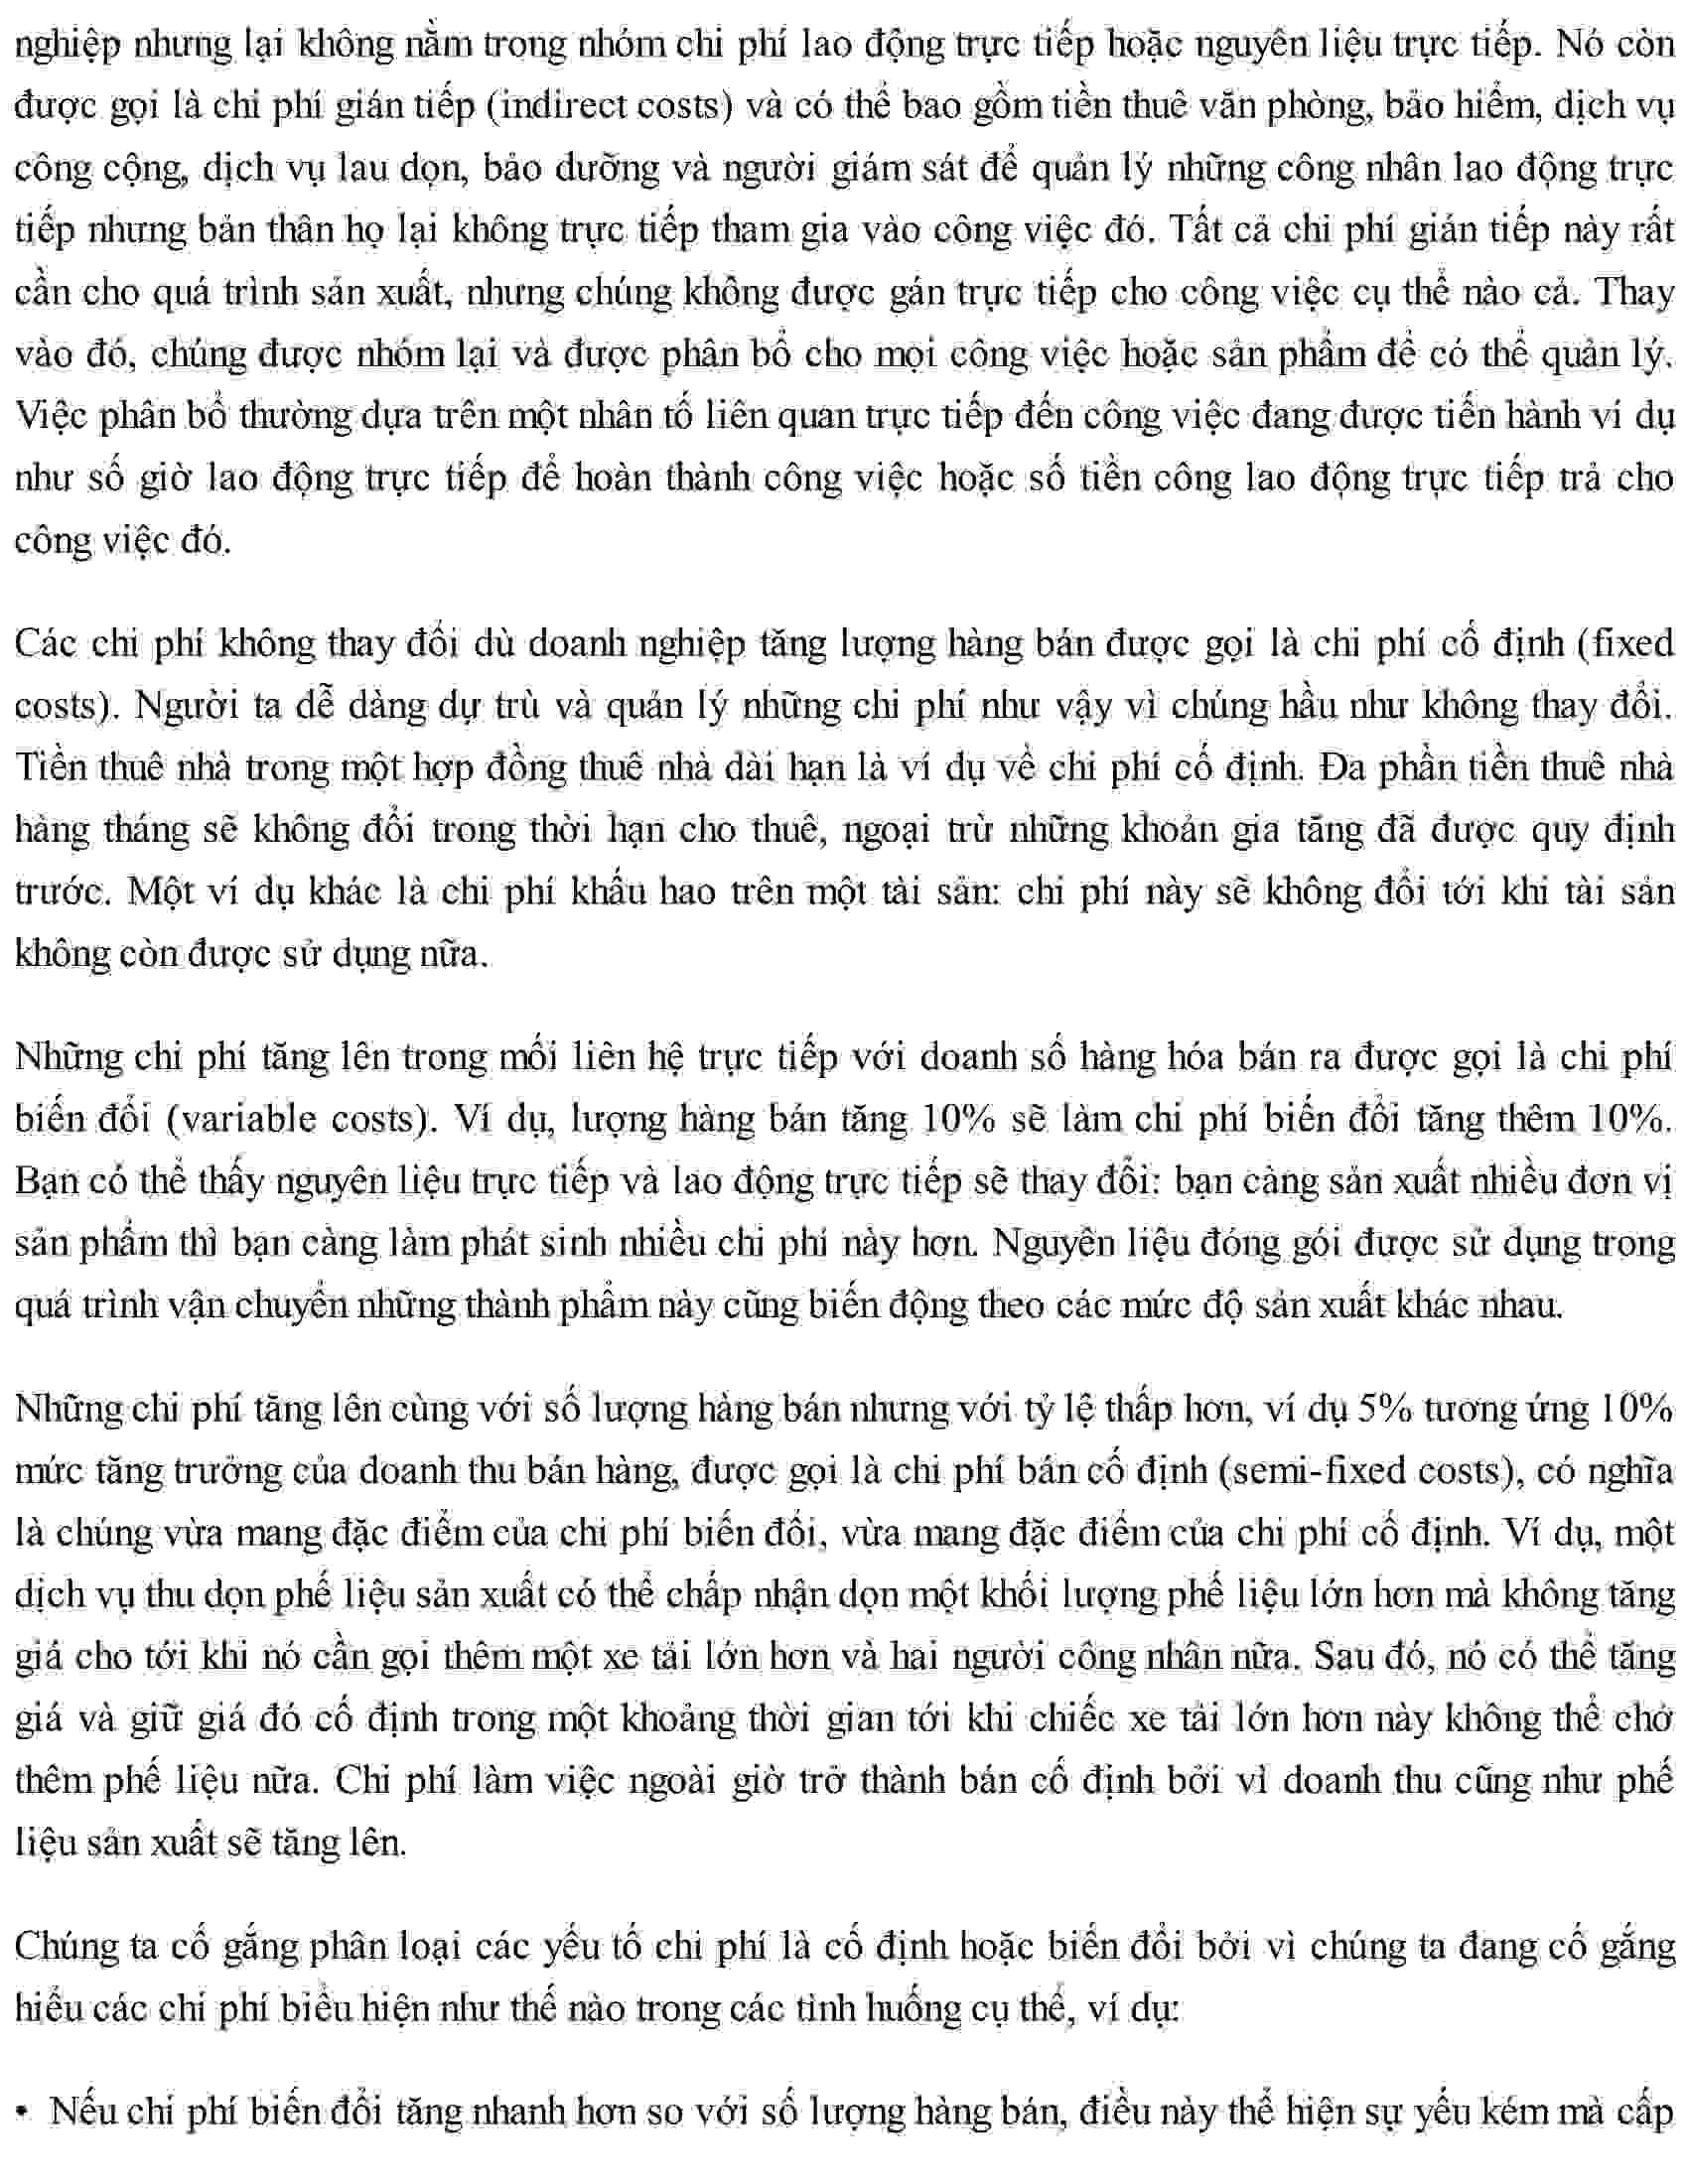 nghiệp nhưng lại không nằm trong nhóm chi phí lao động trực tiếp hoặc nguyên liệu trực tiếp. Nó còn
được gọi là chi phí gián tiếp (indirect costs) và có thể bao gồm tiền thuê văn phòng, bảo hiểm, dịch vụ
công cộng, dịch vụ lau dọn, bảo dưỡng và người giám sát để quản lý những công nhân lao động trực
tiếp nhưng bản thân họ lại không trực tiếp tham gia vào công việc đó. Tất cả chi phí gián tiếp này rất
cần cho quá trình sản xuất, nhưng chúng không được gán trực tiếp cho công việc cụ thể nào cả. Thay
vào đó, chúng được nhóm lại và được phân bổ cho mọi công việc hoặc sản phẩm để có thể quản lý.
Việc phân bổ thường dựa trên một nhân tố liên quan trực tiếp đến công việc đang được tiến hành ví dụ
như số giờ lao động trực tiếp để hoàn thành công việc hoặc số tiền công lao động trực tiếp trả cho
công việc đó.
Các chi phí không thay đổi dù doanh nghiệp tăng lượng hàng bán được gọi là chi phí cố định (fixed
costs). Người ta dễ dàng dự trù và quản lý những chi phí như vậy vì chúng hầu như không thay đổi.
Tiền thuê nhà trong một hợp đồng thuê nhà dài hạn là ví dụ về chi phí cố định. Đa phần tiền thuê nhà
hàng tháng sẽ không đổi trong thời hạn cho thuê, ngoại trừ những khoản gia tăng đã được quy định
trước. Một ví dụ khác là chi phí khấu hao trên một tài sản: chi phí này sẽ không đổi tới khi tài sản
không còn được sử dụng nữa.
Những chi phí tăng lên trong mối liên hệ trực tiếp với doanh số hàng hóa bán ra được gọi là chi phí
biến đổi (variable costs). Ví dụ, lượng hàng bán tăng 10% sẽ làm chi phí biến đổi tăng thêm 10%.
Bạn có thể thấy nguyên liệu trực tiếp và lao động trực tiếp sẽ thay đổi: bạn càng sản xuất nhiều đơn vị
sản phẩm thì bạn càng làm phát sinh nhiều chi phí này hơn. Nguyên liệu đóng gói được sử dụng trong
quá trình vận chuyển những thành phẩm này cũng biến động theo các mức độ sản xuất khác nhau.
Những chi phí tăng lên cùng với số lượng hàng bán nhưng với tỷ lệ thấp hơn, ví dụ 5% tương ứng 10%
mức tăng trưởng của doanh thu bán hàng, được gọi là chi phí bán cố định (semi-fixed costs), có nghĩa
là chúng vừa mang đặc điểm của chi phí biến đổi, vừa mang đặc điểm của chi phí cố định. Ví dụ, một
dịch vụ thu dọn phế liệu sản xuất có thể chấp nhận dọn một khối lượng phế liệu lớn hơn mà không tăng
giá cho tới khi nó cần gọi thêm một xe tải lớn hơn và hai người công nhân nữa. Sau đó, nó có thể tăng
giá và giữ giá đó cố định trong một khoảng thời gian tới khi chiếc xe tải lớn hơn này không thể chở
thêm phế liệu nữa. Chi phí làm việc ngoài giờ trở thành bán cố định bởi vì doanh thu cũng như phế
liệu sản xuất sẽ tăng lên.
Chúng ta cố gắng phân loại các yếu tố chi phí là cố định hoặc biến đổi bởi vì chúng ta đang cố gắng
hiểu các chi phí biểu hiện như thế nào trong các tình huống cụ thể, ví dụ:
• Nếu chi phí biến đổi tăng nhanh hơn so với số lượng hàng bán, điều này thể hiện sự yếu kém mà cấp